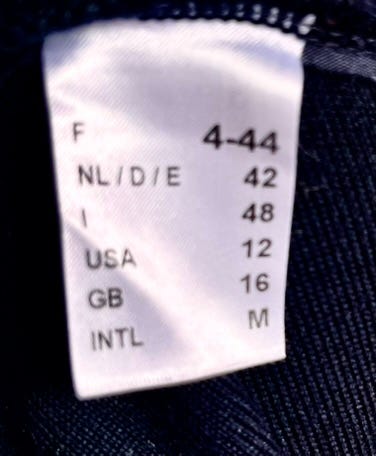 F 4-44
NL / D / E 42
I 48
USA 12
GB 16
INTL M